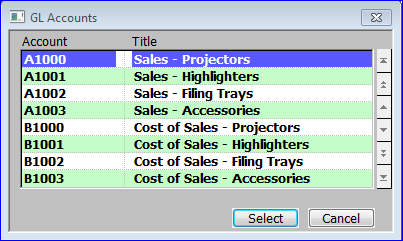 GL Accounts
Account Title
A1000 Sales - Projectors
A1001 Sales - Highlighters
A1002 Sales - Filing Trays
A1003 Sales - Accessories
B1000 Cost of Sales - Projectors
B1001 Cost of Sales - Highlighters
B1002 Cost of Sales - Filing Trays
B1003 Cost of Sales - Accessories
Select Cancel